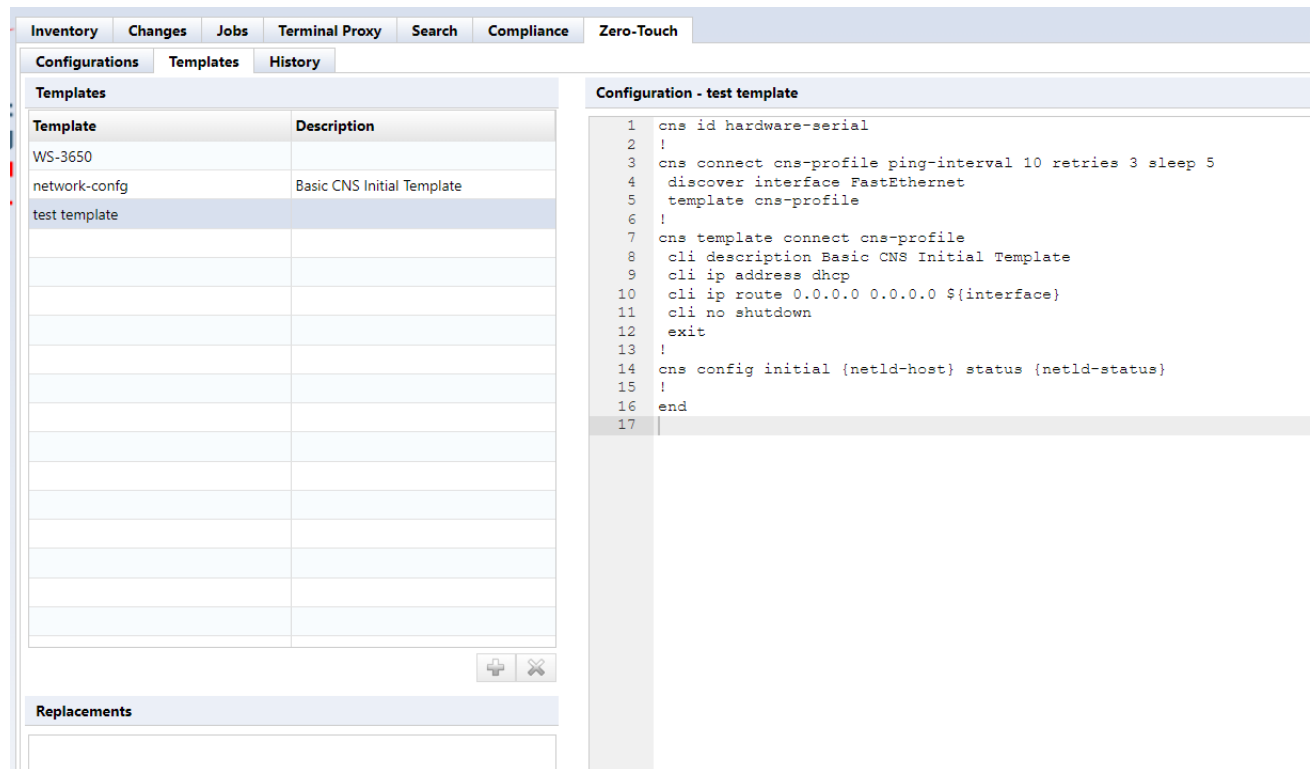 Inventory Changes Jobs Terminal Proxy Search Compliance Zero-Touch
Configurations Templates History
Templates
Template Description
WS-3650
network-confg Basic CNS Initial Template
test template
Replacements
Configuration - test template
1 cns id hardware-serial
2 !
3 cns connect cns-profile ping-interval 10 retries 3 sleep 5
4 discover interface FastEthernet
5 template cns-profile
6 !
7 cns template connect cns-profile
8 cli description Basic CNS Initial Template
9 cli ip address dhcp
10 cli ip route 0.0.0.0 0.0.0.0 ${interface}
11 cli no shutdown
12 exit
13 !
14 cns config initial {netld-host} status {netld-status}
15 !
16 end
17